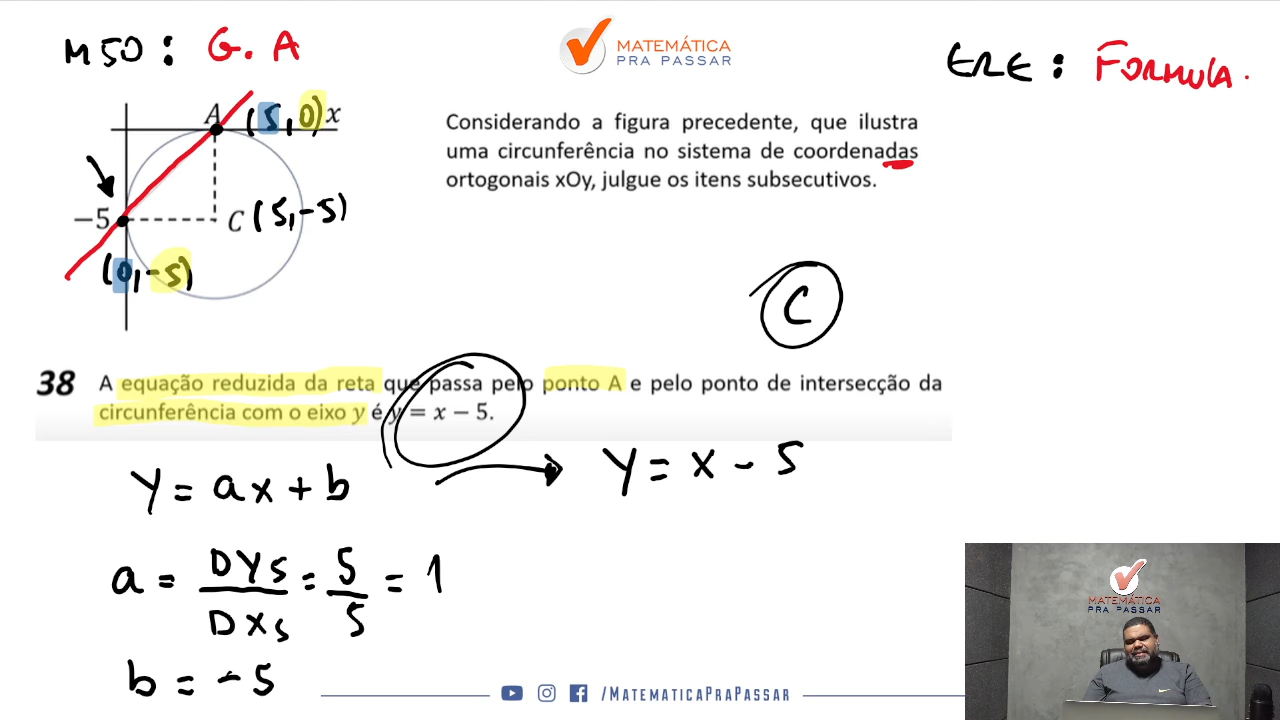 M50 : G. A
MATEMÁTICA
PRA PASSAR
ERE : FORMULA.
A (5, 0) x
Considerando a figura precedente, que ilustra
uma circunferência no sistema de coordenadas
ortogonais xOy, julgue os itens subsecutivos.
−5 C (5, −5)
(0, −5)
C
38 A equação reduzida da reta que passa pelo ponto A e pelo ponto de intersecção da
circunferência com o eixo y é y = x − 5.
Y = ax + b
Y = X − 5
a = DYs / DXs = 5 / 5 = 1
b = −5
/MATEMATICAPRAPASSAR
MATEMÁTICA
PRA PASSAR